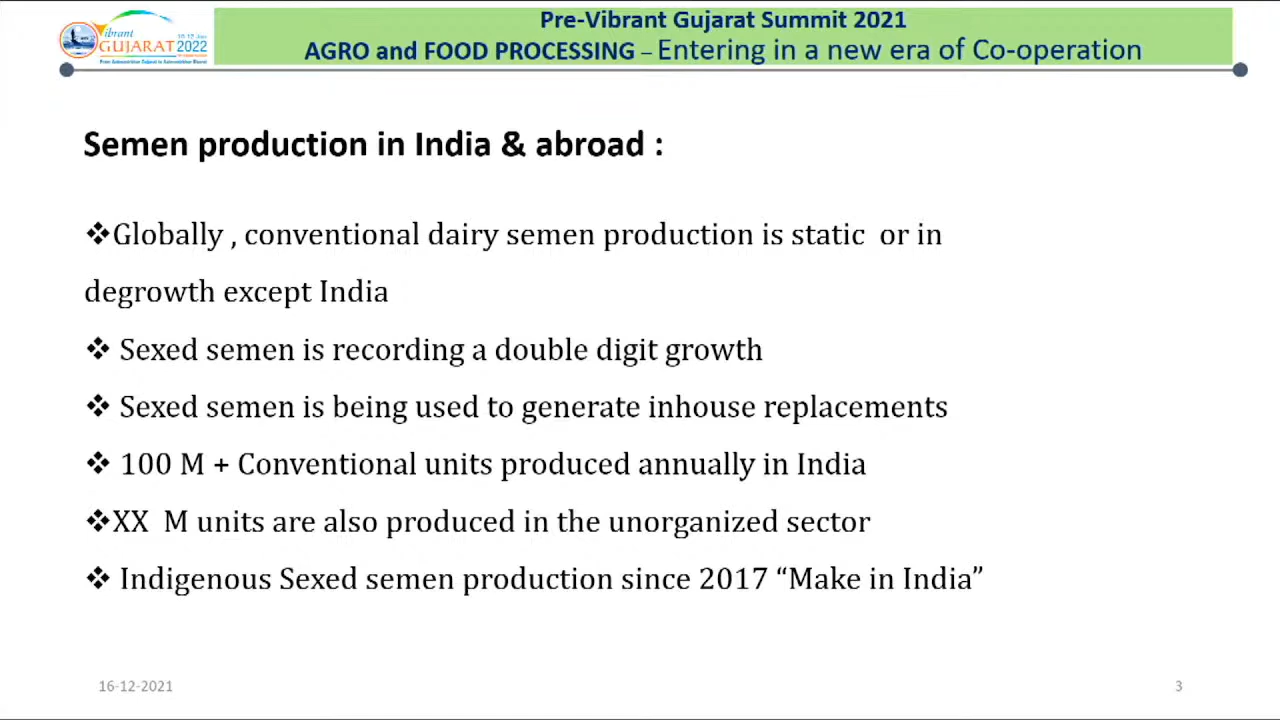 Pre-Vibrant Gujarat Summit 2021
AGRO and FOOD PROCESSING – Entering in a new era of Co-operation
Vibrant
GUJARAT 2022
Semen production in India & abroad :
❖Globally , conventional dairy semen production is static or in
degrowth except India
❖ Sexed semen is recording a double digit growth
❖ Sexed semen is being used to generate inhouse replacements
❖ 100 M + Conventional units produced annually in India
❖XX M units are also produced in the unorganized sector
❖ Indigenous Sexed semen production since 2017 “Make in India”
16-12-2021
3